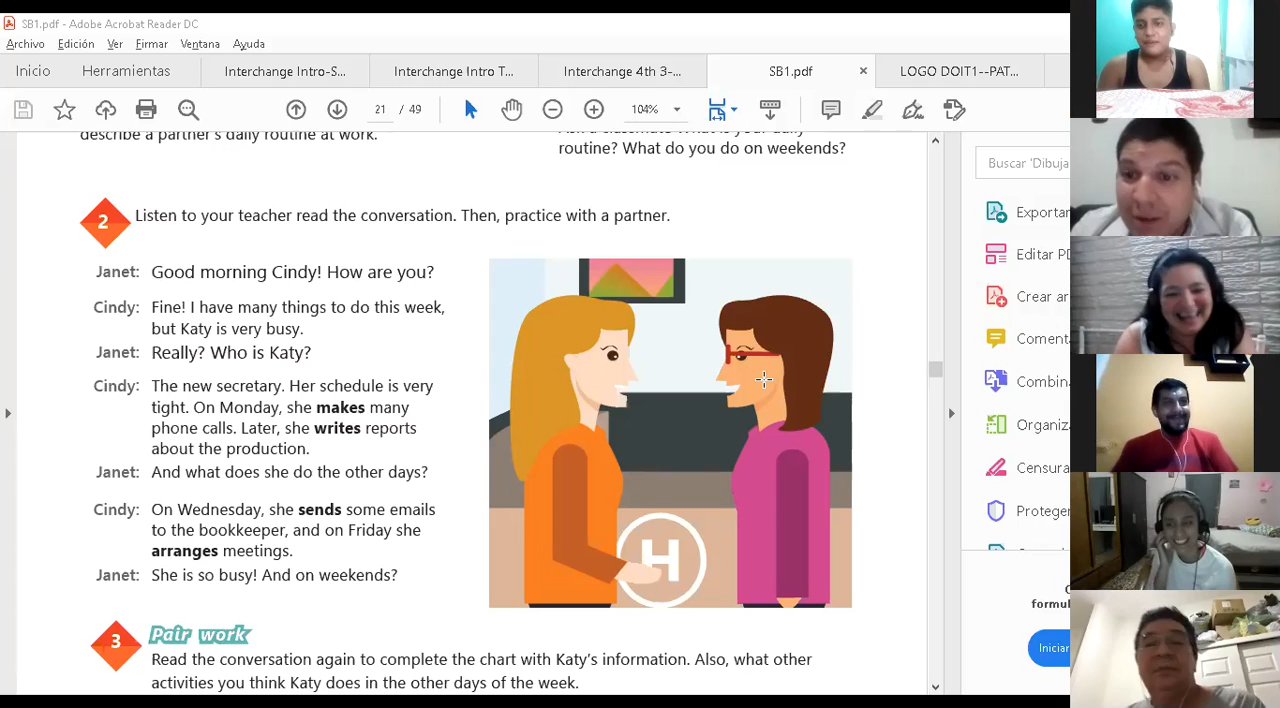 SB1.pdf - Adobe Acrobat Reader DC
Archivo Edición Ver Firmar Ventana Ayuda
Inicio Herramientas Interchange Intro-S... Interchange Intro T... Interchange 4th 3-... SB1.pdf × LOGO DOIT1--PAT...
21 / 49 104%
describe a partner's daily routine at work.
routine? What do you do on weekends?
2 Listen to your teacher read the conversation. Then, practice with a partner.
Janet: Good morning Cindy! How are you?
Cindy: Fine! I have many things to do this week,
but Katy is very busy.
Janet: Really? Who is Katy?
Cindy: The new secretary. Her schedule is very
tight. On Monday, she makes many
phone calls. Later, she writes reports
about the production.
Janet: And what does she do the other days?
Cindy: On Wednesday, she sends some emails
to the bookkeeper, and on Friday she
arranges meetings.
Janet: She is so busy! And on weekends?
H
3 Pair work
Read the conversation again to complete the chart with Katy's information. Also, what other
activities you think Katy does in the other days of the week.
Buscar 'Dibuja
Exportar
Editar PD
Crear ar
Comenta
Combin
Organiz
Censura
Proteger
formul
Iniciar